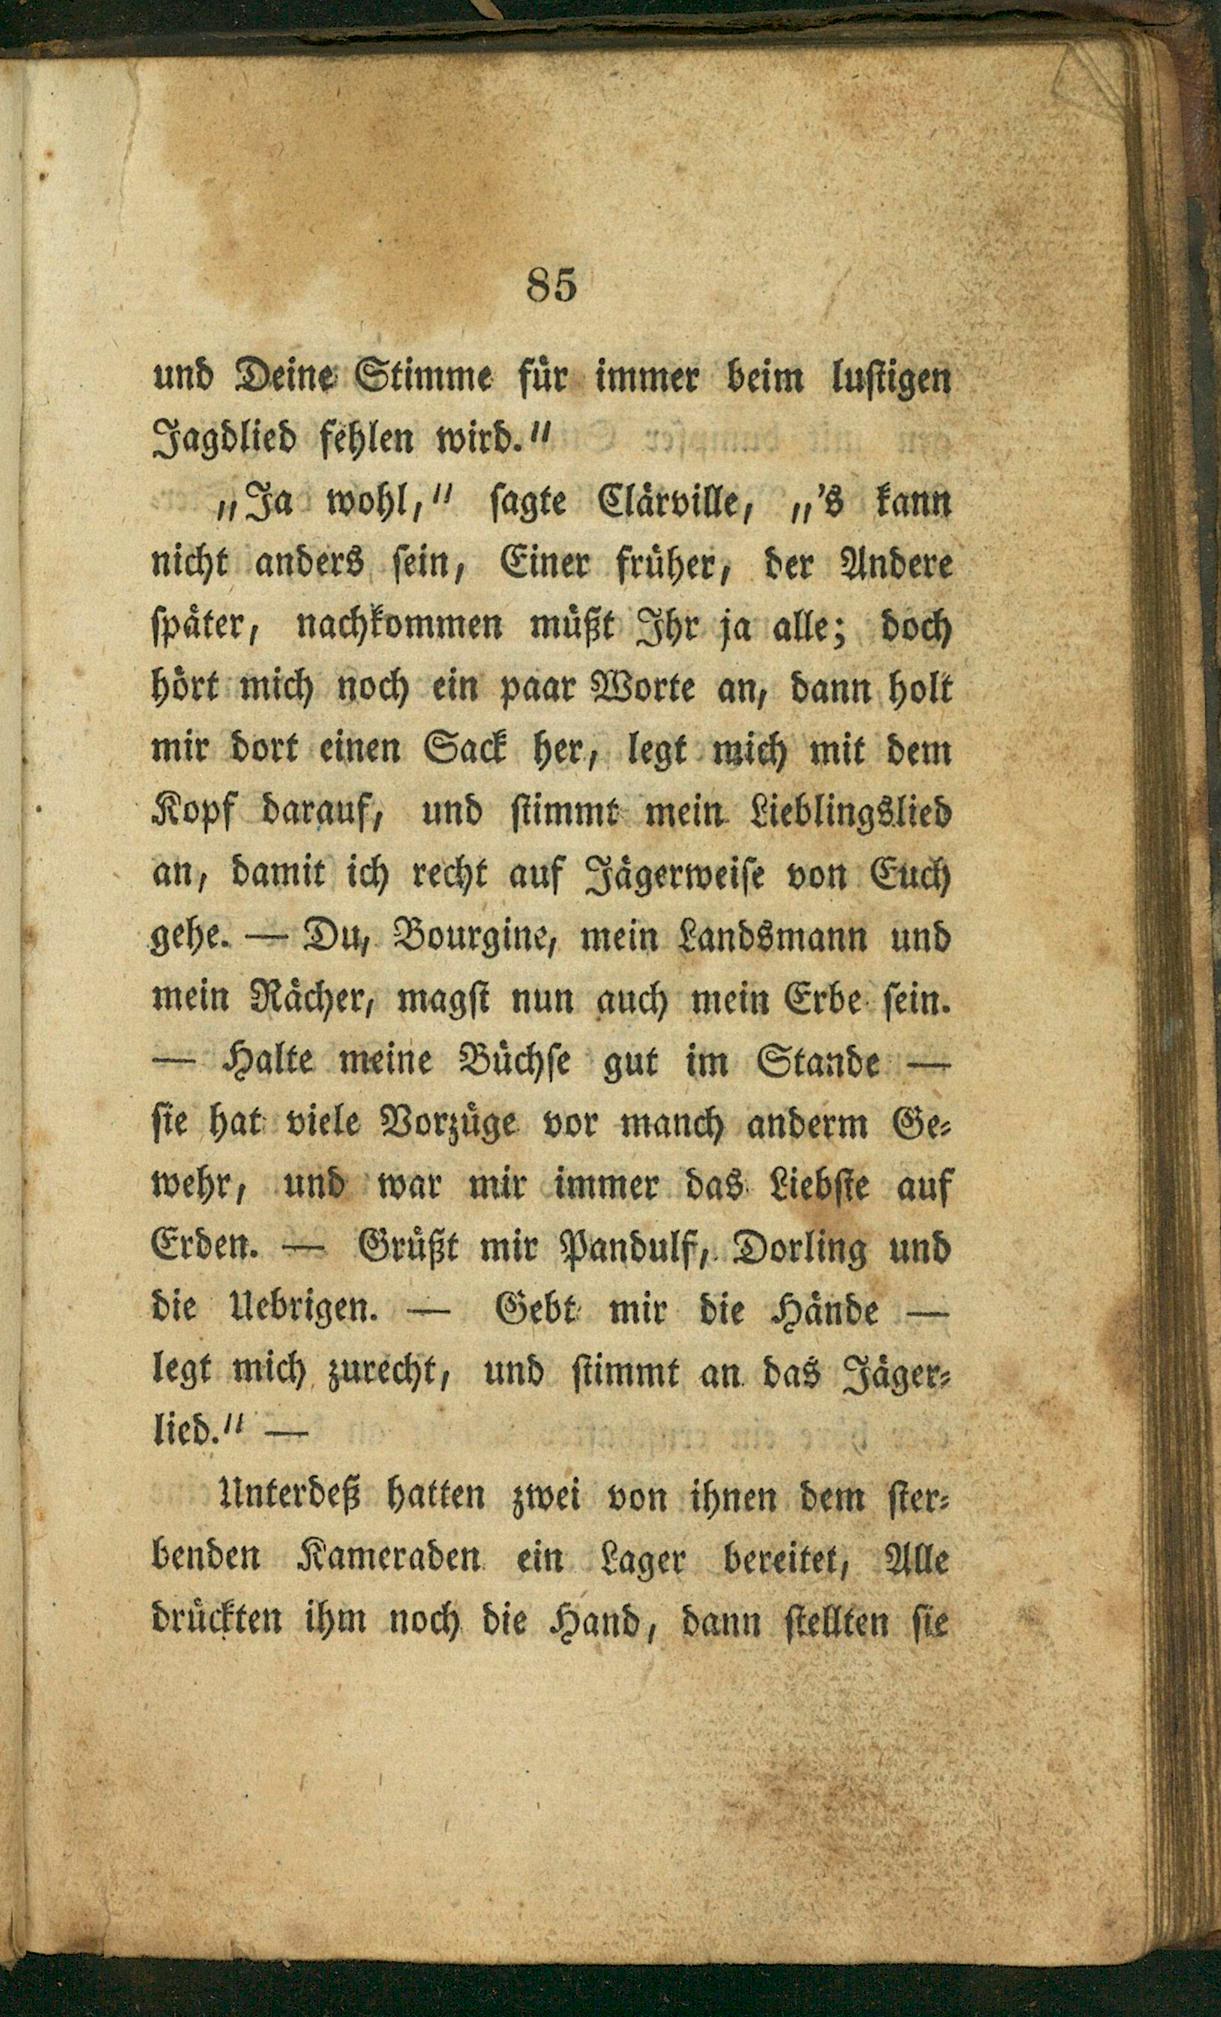 85
und Deine Stimme für immer beim lustigen
Jagdlied fehlen wird."
„Ja wohl," sagte Clärville, „'s kann
nicht anders sein, Einer früher, der Andere
später, nachkommen müßt Ihr ja alle; doch
hört mich noch ein paar Worte an, dann holt
mir dort einen Sack her, legt mich mit dem
Kopf darauf, und stimmt mein Lieblingslied
an, damit ich recht auf Jägerweise von Euch
gehe. — Du, Bourgine, mein Landsmann und
mein Rächer, magst nun auch mein Erbe sein.
— Halte meine Büchse gut im Stande —
sie hat viele Vorzüge vor manch anderm Ge-
wehr, und war mir immer das Liebste auf
Erden. — Grüßt mir Pandulf, Dorling und
die Uebrigen. — Gebt mir die Hände —
legt mich zurecht, und stimmt an das Jäger-
lied." —
Unterdeß hatten zwei von ihnen dem ster-
benden Kameraden ein Lager bereitet, Alle
drückten ihm noch die Hand, dann stellten sie